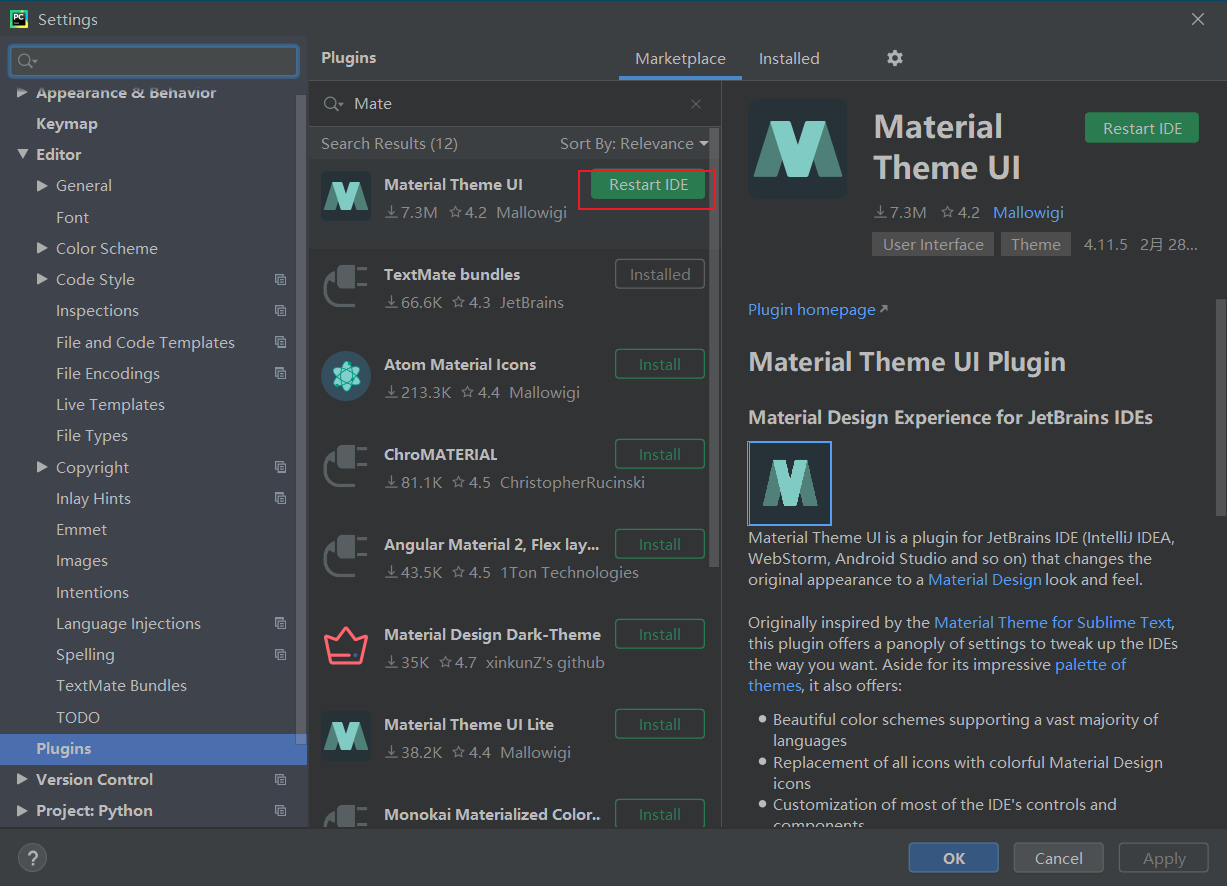 PC
Settings
Appearance & Behavior
Keymap
Editor
General
Font
Color Scheme
Code Style
Inspections
File and Code Templates
File Encodings
Live Templates
File Types
Copyright
Inlay Hints
Emmet
Images
Intentions
Language Injections
Spelling
TextMate Bundles
TODO
Plugins
Version Control
Project: Python
Plugins
Marketplace
Installed
Mate
Search Results (12)
Sort By: Relevance
Material Theme UI
Restart IDE
7.3M 4.2 Mallowigi
TextMate bundles
Installed
66.6K 4.3 JetBrains
Atom Material Icons
Install
213.3K 4.4 Mallowigi
ChroMATERIAL
Install
81.1K 4.5 ChristopherRucinski
Angular Material 2, Flex lay...
Install
43.5K 4.5 1Ton Technologies
Material Design Dark-Theme
Install
35K 4.7 xinkunZ's github
Material Theme UI Lite
Install
38.2K 4.4 Mallowigi
Monokai Materialized Color..
Install
Material
Theme UI
Restart IDE
7.3M 4.2 Mallowigi
User Interface Theme 4.11.5 2月 28...
Plugin homepage
Material Theme UI Plugin
Material Design Experience for JetBrains IDEs
Material Theme UI is a plugin for JetBrains IDE (IntelliJ IDEA,
WebStorm, Android Studio and so on) that changes the
original appearance to a Material Design look and feel.
Originally inspired by the Material Theme for Sublime Text,
this plugin offers a panoply of settings to tweak up the IDEs
the way you want. Aside for its impressive palette of
themes, it also offers:
Beautiful color schemes supporting a vast majority of
languages
Replacement of all icons with colorful Material Design
icons
Customization of most of the IDE's controls and
components
?
OK
Cancel
Apply